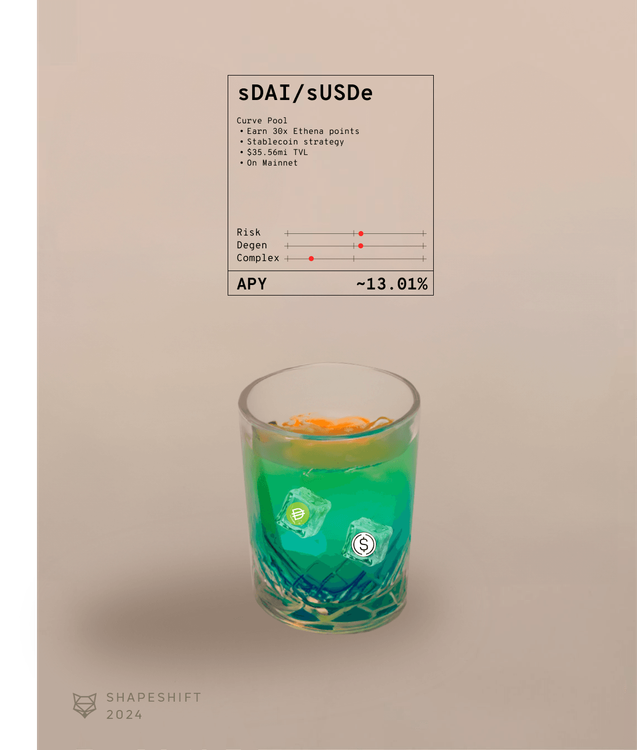 sDAI/sUSDe
Curve Pool
• Earn 30x Ethena points
• Stablecoin strategy
• $35.56mi TVL
• On Mainnet
Risk
Degen
Complex
APY ~13.01%
$
SHAPESHIFT
2024